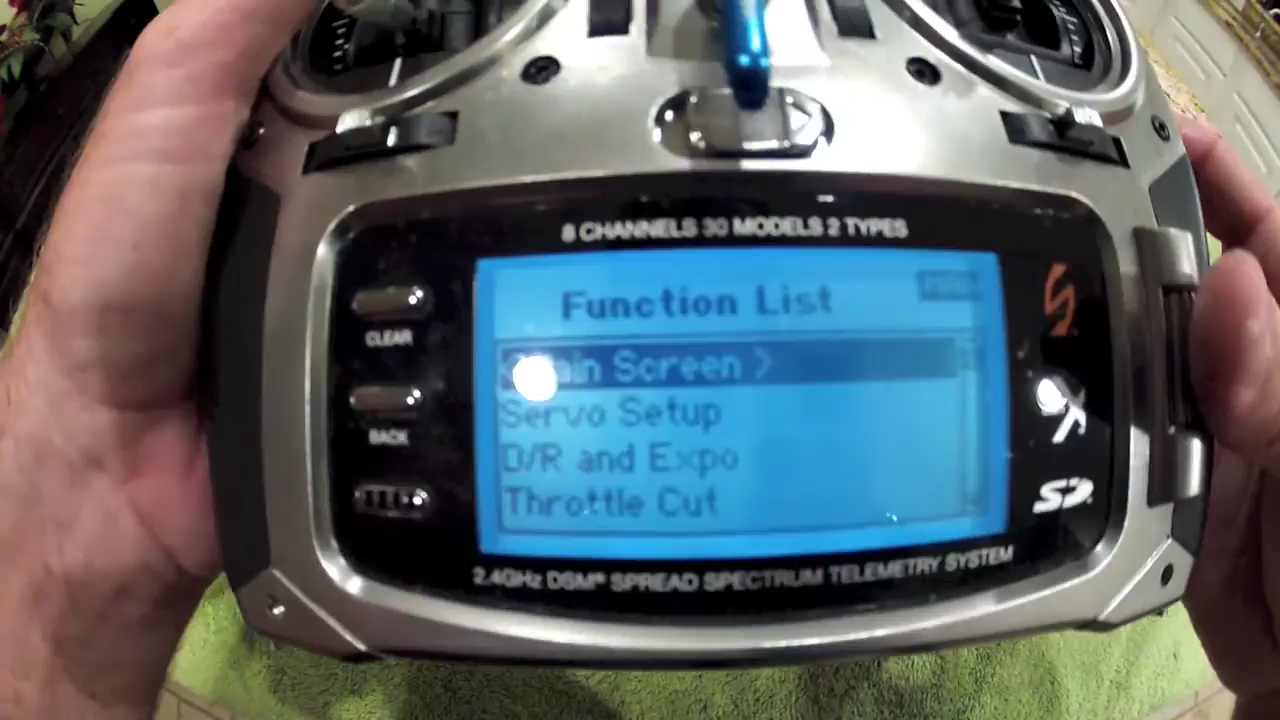 8 CHANNELS 30 MODELS 2 TYPES
Function List
Main Screen >
Servo Setup
D/R and Expo
Throttle Cut
CLEAR
BACK
SD
2.4GHz DSM® SPREAD SPECTRUM TELEMETRY SYSTEM